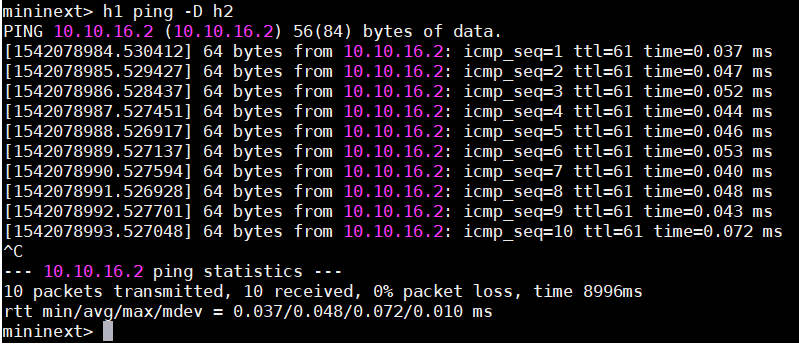 mininext> h1 ping -D h2
PING 10.10.16.2 (10.10.16.2) 56(84) bytes of data.
[1542078984.530412] 64 bytes from 10.10.16.2: icmp_seq=1 ttl=61 time=0.037 ms
[1542078985.529427] 64 bytes from 10.10.16.2: icmp_seq=2 ttl=61 time=0.047 ms
[1542078986.528437] 64 bytes from 10.10.16.2: icmp_seq=3 ttl=61 time=0.052 ms
[1542078987.527451] 64 bytes from 10.10.16.2: icmp_seq=4 ttl=61 time=0.044 ms
[1542078988.526917] 64 bytes from 10.10.16.2: icmp_seq=5 ttl=61 time=0.046 ms
[1542078989.527137] 64 bytes from 10.10.16.2: icmp_seq=6 ttl=61 time=0.053 ms
[1542078990.527594] 64 bytes from 10.10.16.2: icmp_seq=7 ttl=61 time=0.040 ms
[1542078991.526928] 64 bytes from 10.10.16.2: icmp_seq=8 ttl=61 time=0.048 ms
[1542078992.527701] 64 bytes from 10.10.16.2: icmp_seq=9 ttl=61 time=0.043 ms
[1542078993.527048] 64 bytes from 10.10.16.2: icmp_seq=10 ttl=61 time=0.072 ms
^C
--- 10.10.16.2 ping statistics ---
10 packets transmitted, 10 received, 0% packet loss, time 8996ms
rtt min/avg/max/mdev = 0.037/0.048/0.072/0.010 ms
mininext>